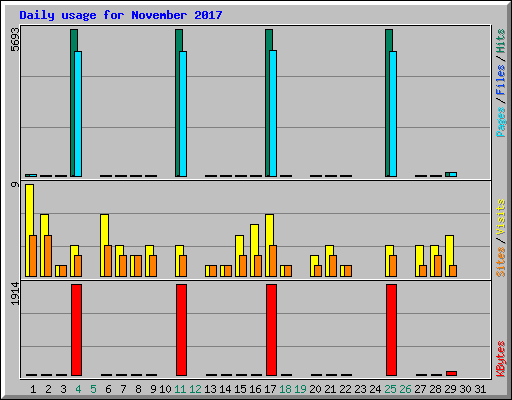 Daily usage for November 2017
5693
9
1914
Pages / Files / Hits
Sites / Visits
KBytes
1 2 3 4 5 6 7 8 9 10 11 12 13 14 15 16 17 18 19 20 21 22 23 24 25 26 27 28 29 30 31